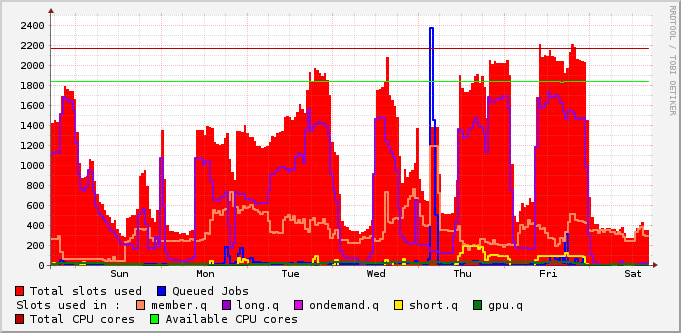 2400
2200
2000
1800
1600
1400
1200
1000
800
600
400
200
0
Sun Mon Tue Wed Thu Fri Sat
RRDTOOL / TOBI OETIKER
Total slots used Queued Jobs
Slots used in : member.q long.q ondemand.q short.q gpu.q
Total CPU cores Available CPU cores